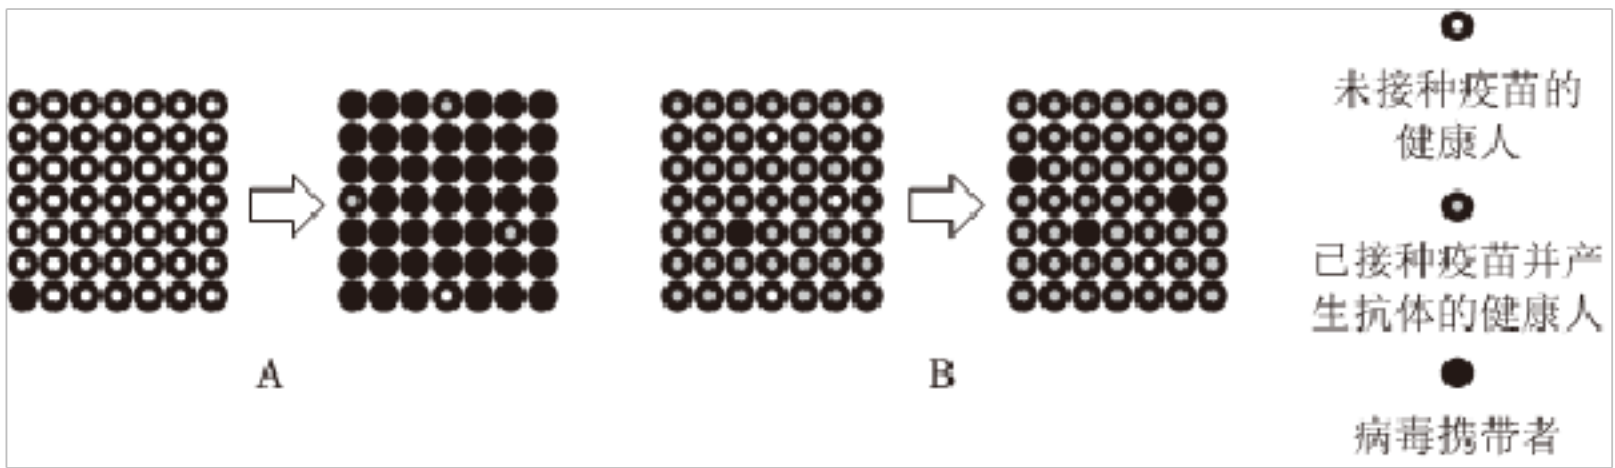 未接种疫苗的
健康人
已接种疫苗并产
生抗体的健康人
病毒携带者
A
B